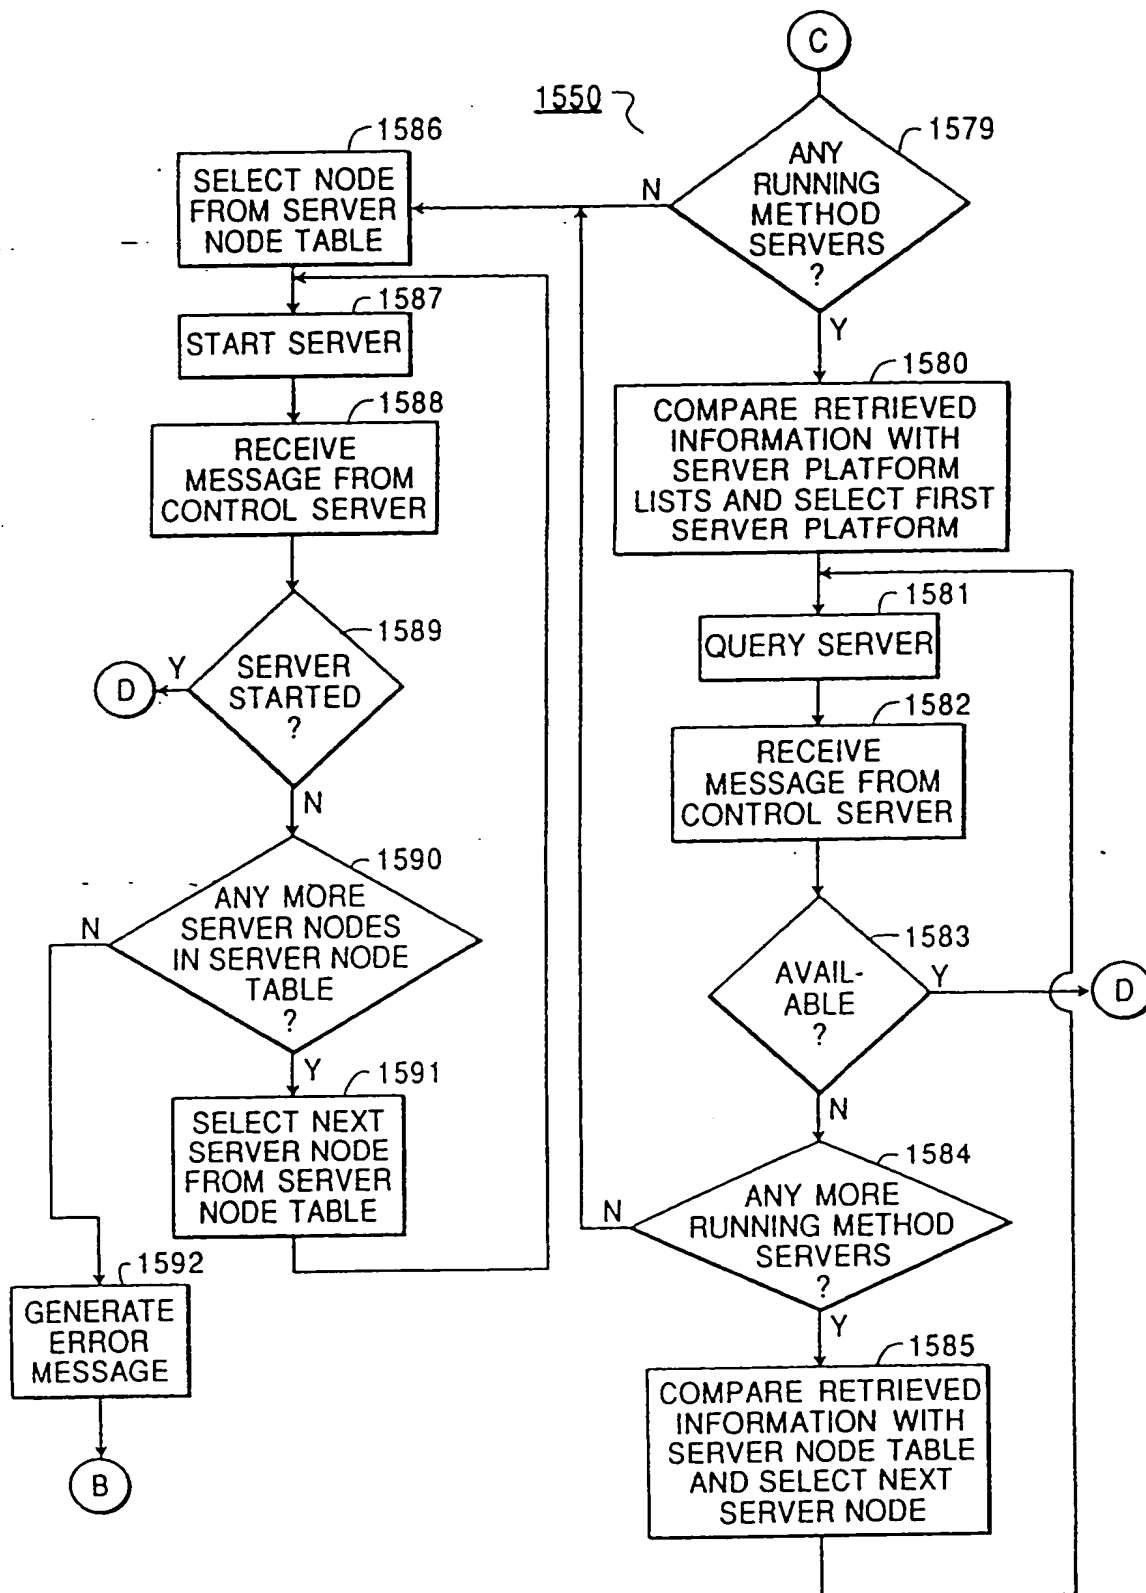 C
1550
1579
ANY
RUNNING
METHOD
SERVERS
?
N
Y
1580
COMPARE RETRIEVED
INFORMATION WITH
SERVER PLATFORM
LISTS AND SELECT FIRST
SERVER PLATFORM
1581
QUERY SERVER
1582
RECEIVE
MESSAGE FROM
CONTROL SERVER
1583
AVAIL-
ABLE
?
Y
D
N
1584
ANY MORE
RUNNING METHOD
SERVERS
?
N
Y
1585
COMPARE RETRIEVED
INFORMATION WITH
SERVER NODE TABLE
AND SELECT NEXT
SERVER NODE
1586
SELECT NODE
FROM SERVER
NODE TABLE
1587
START SERVER
1588
RECEIVE
MESSAGE FROM
CONTROL SERVER
1589
SERVER
STARTED
?
Y
D
N
1590
ANY MORE
SERVER NODES
IN SERVER NODE
TABLE
?
N
Y
1591
SELECT NEXT
SERVER NODE
FROM SERVER
NODE TABLE
1592
GENERATE
ERROR
MESSAGE
B